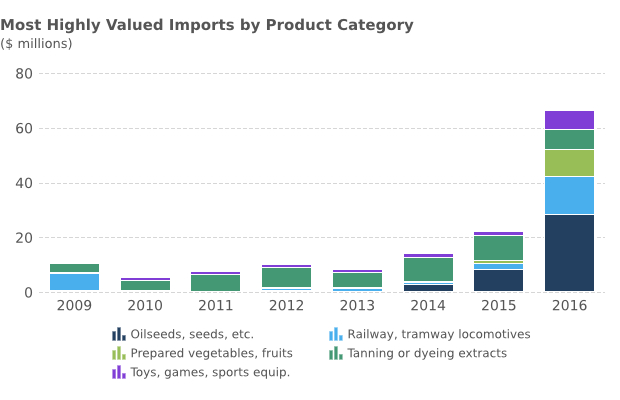 Most Highly Valued Imports by Product Category
($ millions)
80
60
40
20
0
2009 2010 2011 2012 2013 2014 2015 2016
Oilseeds, seeds, etc. Railway, tramway locomotives
Prepared vegetables, fruits Tanning or dyeing extracts
Toys, games, sports equip.